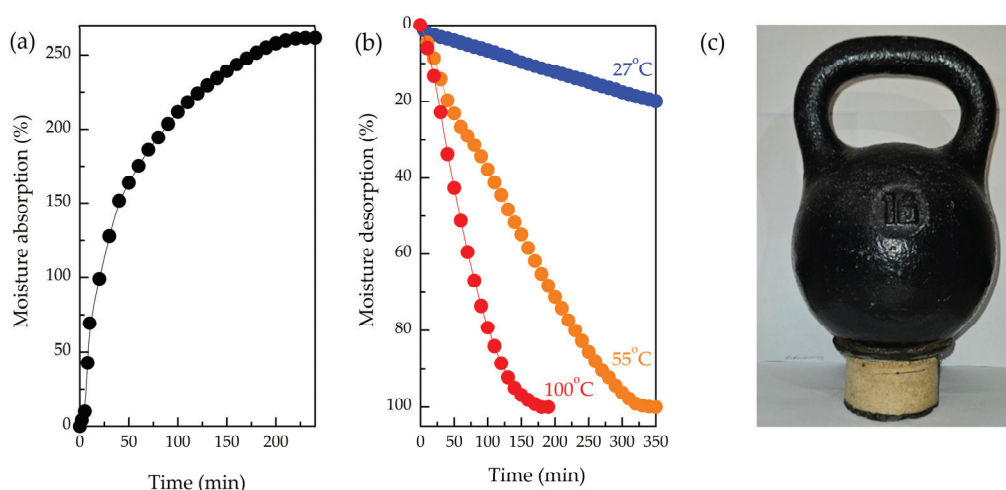 (a)
250
200
150
100
50
0
Moisture absorption (%)
0 50 100 150 200
Time (min)
(b)
0
20
40
60
80
100
Moisture desorption (%)
27°C
55°C
100°C
0 50 100 150 200 250 300 350
Time (min)
(c)
16